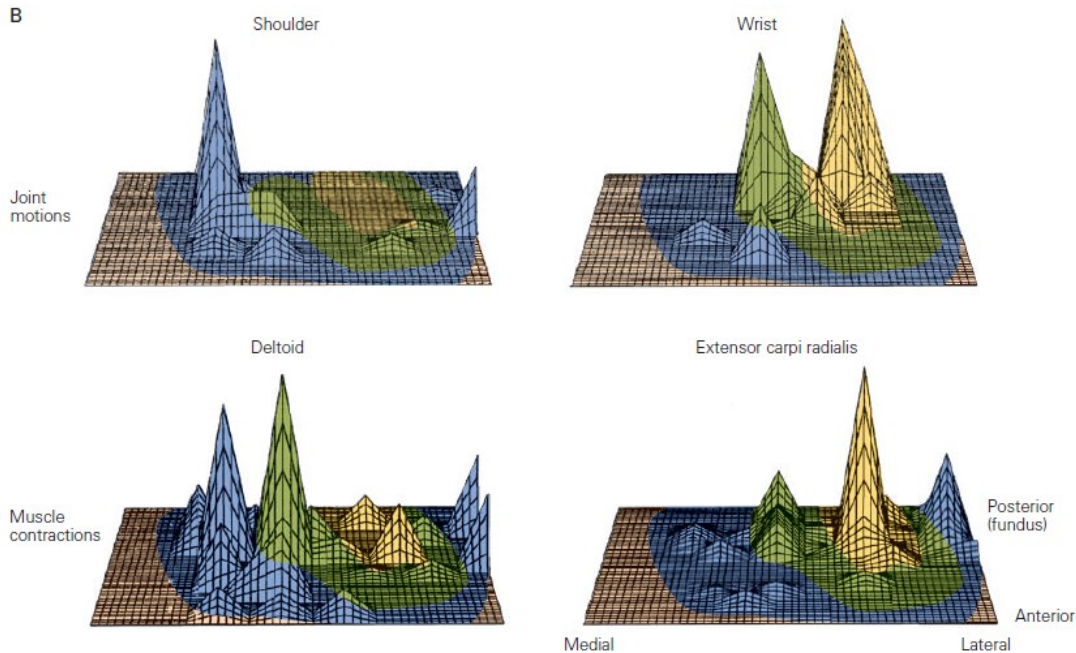 B
Shoulder
Wrist
Joint
motions
Deltoid
Extensor carpi radialis
Muscle
contractions
Posterior
(fundus)
Anterior
Medial
Lateral